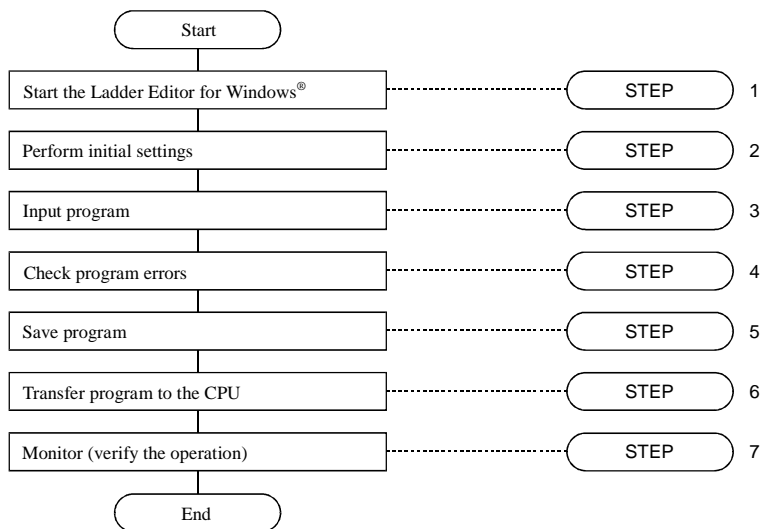 Start
Start the Ladder Editor for Windows® STEP 1
Perform initial settings STEP 2
Input program STEP 3
Check program errors STEP 4
Save program STEP 5
Transfer program to the CPU STEP 6
Monitor (verify the operation) STEP 7
End